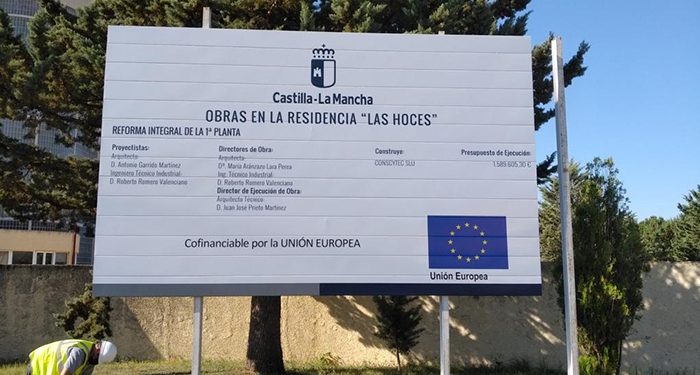 Castilla-La Mancha
OBRAS EN LA RESIDENCIA "LAS HOCES"
REFORMA INTEGRAL DE LA 1ª PLANTA
Proyectistas:
Arquitecto:
D. Antonio Garrido Martínez
Ingeniero Técnico Industrial:
D. Roberto Romero Valenciano
Directores de Obra:
Arquitecta:
Dª. María Aránzazu Lara Perea
Ing. Técnico Industrial:
D. Roberto Romero Valenciano
Director de Ejecución de Obra:
Arquitecto Técnico:
D. Juan José Prieto Martínez
Construye:
CONSCYTEC SLU
Presupuesto de Ejecución:
1.589.605,30 €
Cofinanciable por la UNIÓN EUROPEA
Unión Europea